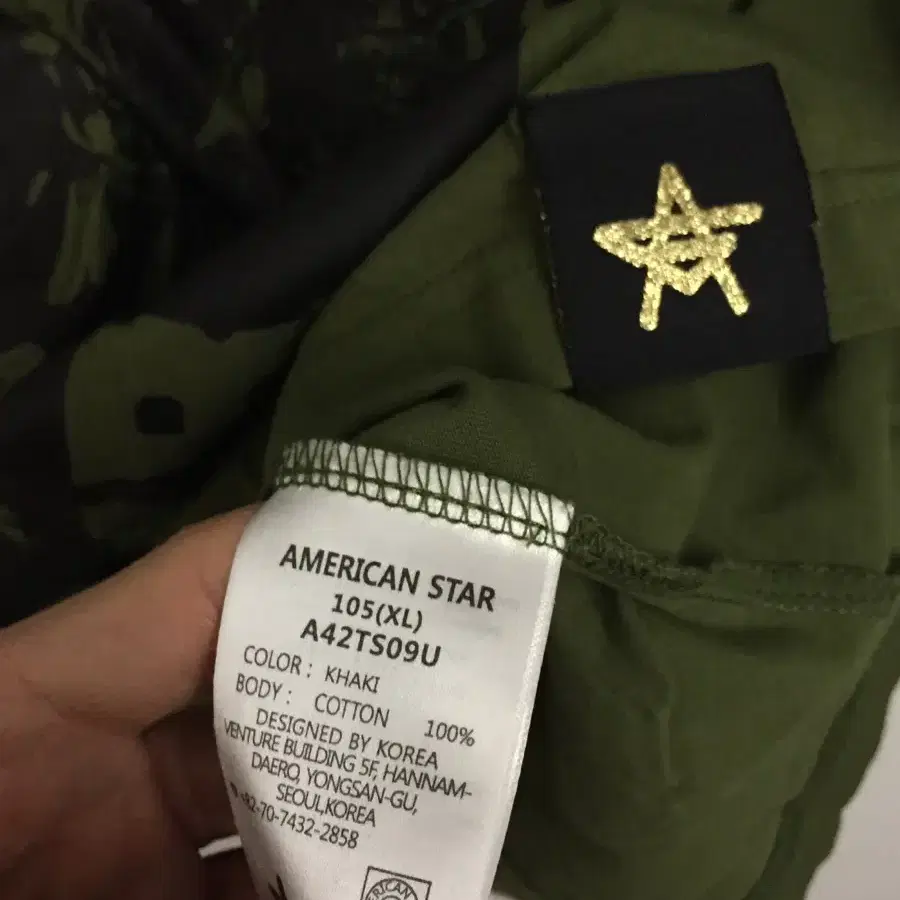 AMERICAN STAR
105(XL)
A42TS09U
COLOR : KHAKI
BODY : COTTON 100%
DESIGNED BY KOREA
VENTURE BUILDING 5F, HANNAM-
DAERO, YONGSAN-GU,
SEOUL,KOREA
+82-70-7432-2858